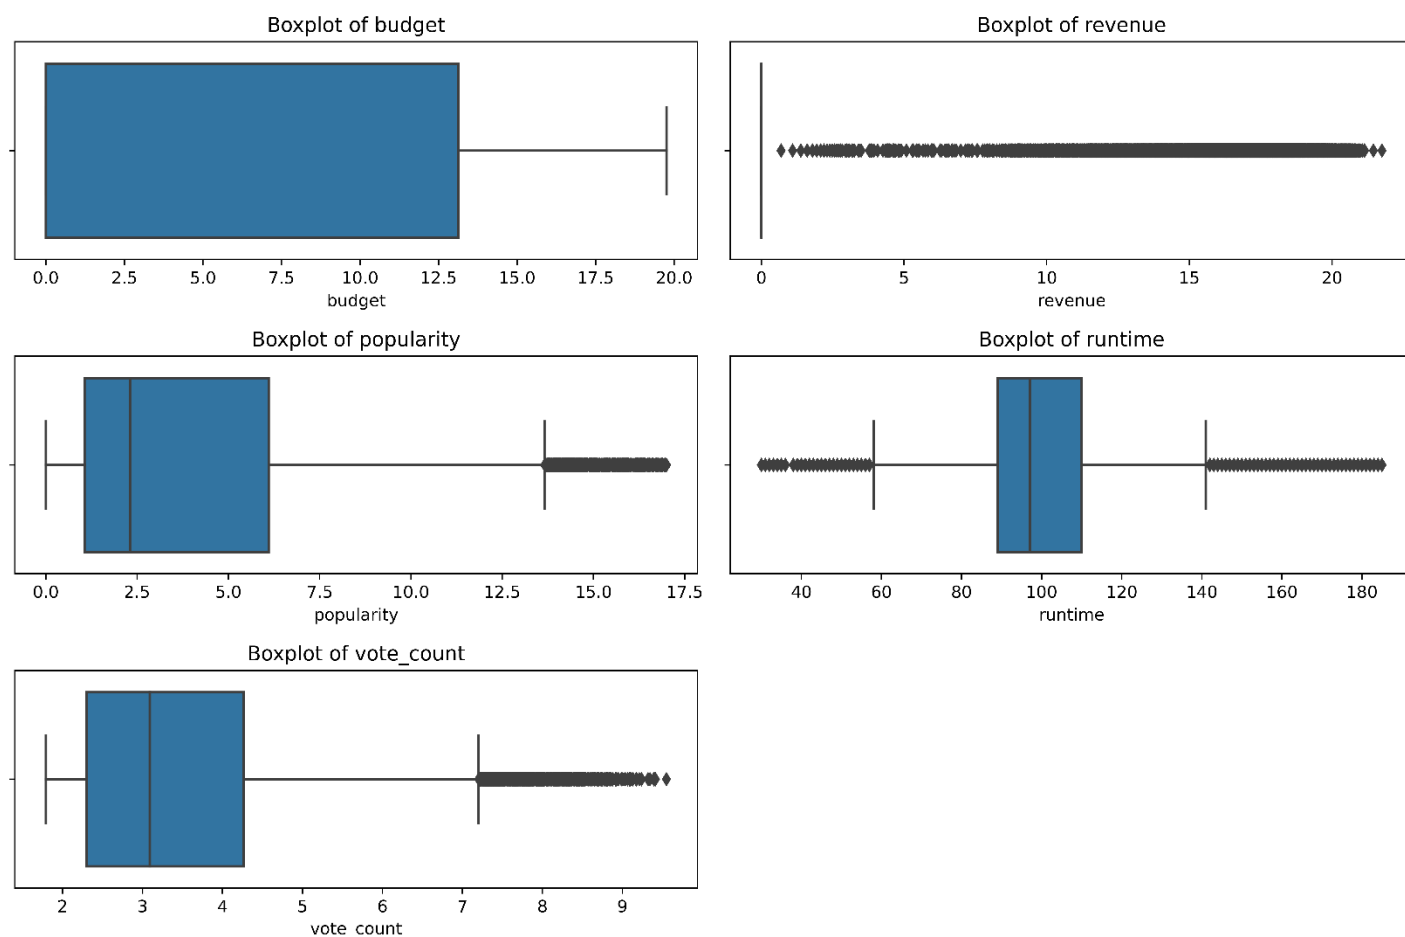 Boxplot of budget
0.0 2.5 5.0 7.5 10.0 12.5 15.0 17.5 20.0
budget
Boxplot of revenue
0 5 10 15 20
revenue
Boxplot of popularity
0.0 2.5 5.0 7.5 10.0 12.5 15.0 17.5
popularity
Boxplot of runtime
40 60 80 100 120 140 160 180
runtime
Boxplot of vote_count
2 3 4 5 6 7 8 9
vote_count